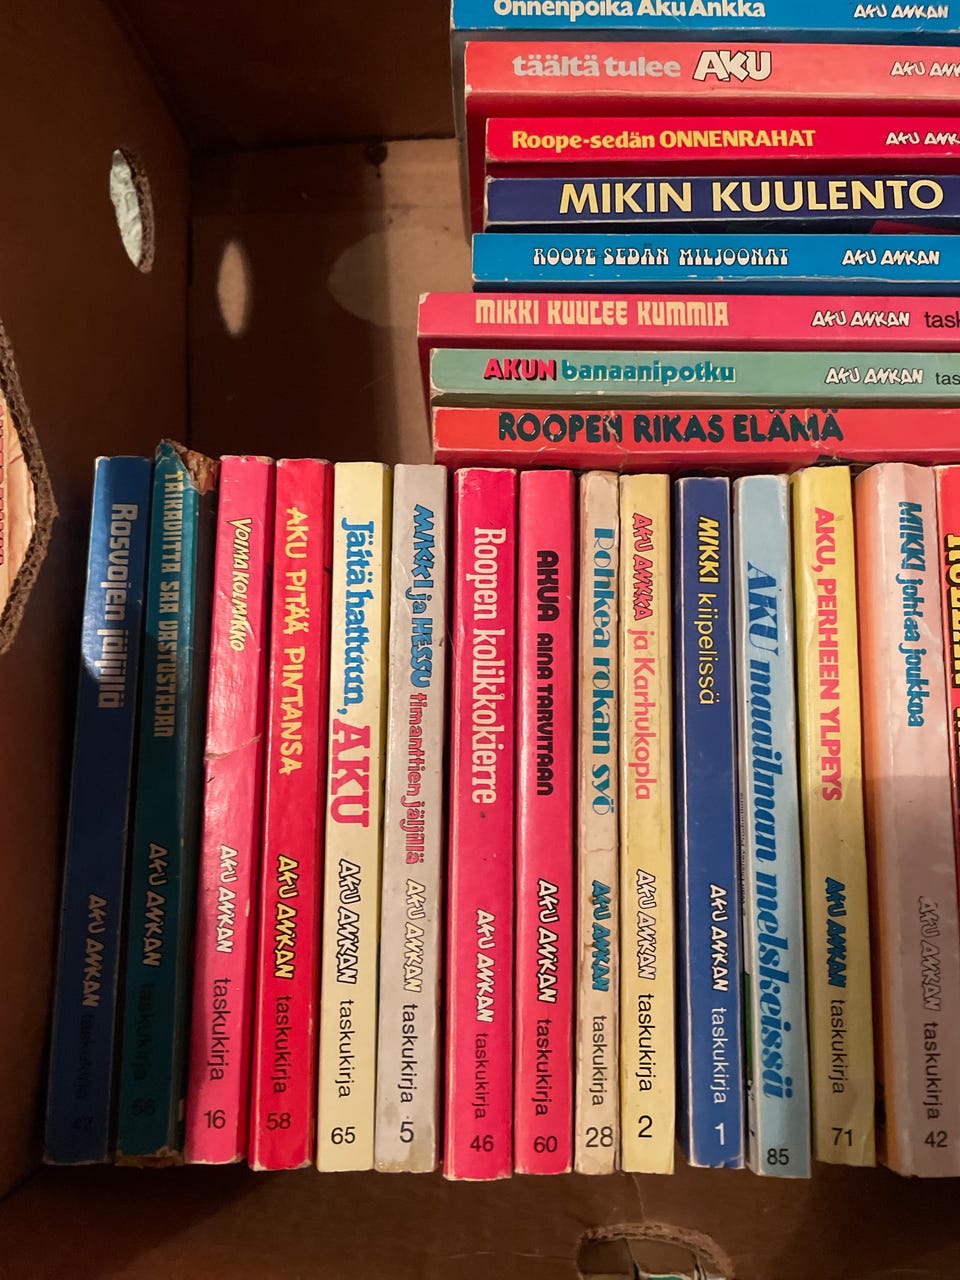 Onnenpoika Aku Ankka AKU ANKAN
täältä tulee AKU AKU
Roope-sedän ONNENRAHAT AKU
MIKIN KUULENTO
ROOPE-SEDÄN MILJOONAT AKU ANKAN
MIKKI KUULEE KUMMIA AKU ANKAN
AKUN banaanipotku AKU ANKAN
ROOPEN RIKAS ELÄMÄ
Rosvojen jäljillä AKU ANKAN taskukirja
TAIKAVIITTA SAA VASTUSTAJAN AKU ANKAN taskukirja
VOIMAKOLMIKKO AKU ANKAN taskukirja 16
AKU PITÄÄ PINTANSA AKU ANKAN taskukirja 58
Jäitä hattuun, AKU AKU ANKAN taskukirja 65
MIKKI ja HESSU timanttien jäljillä AKU ANKAN taskukirja 5
Roopen kolikkokierre AKU ANKAN taskukirja 46
AKUA AINA TARVITAAN AKU ANKAN taskukirja 60
Rohkea rokan syö AKU ANKAN taskukirja 28
AKU ANKKA ja Karhukopla AKU ANKAN taskukirja 2
MIKKI kiipelissä AKU ANKAN taskukirja 1
AKU maailman melskeissä 85
AKU, PERHEEN YLPEYS AKU ANKAN taskukirja 71
MIKKI johtaa joukkoa AKU ANKAN taskukirja 42